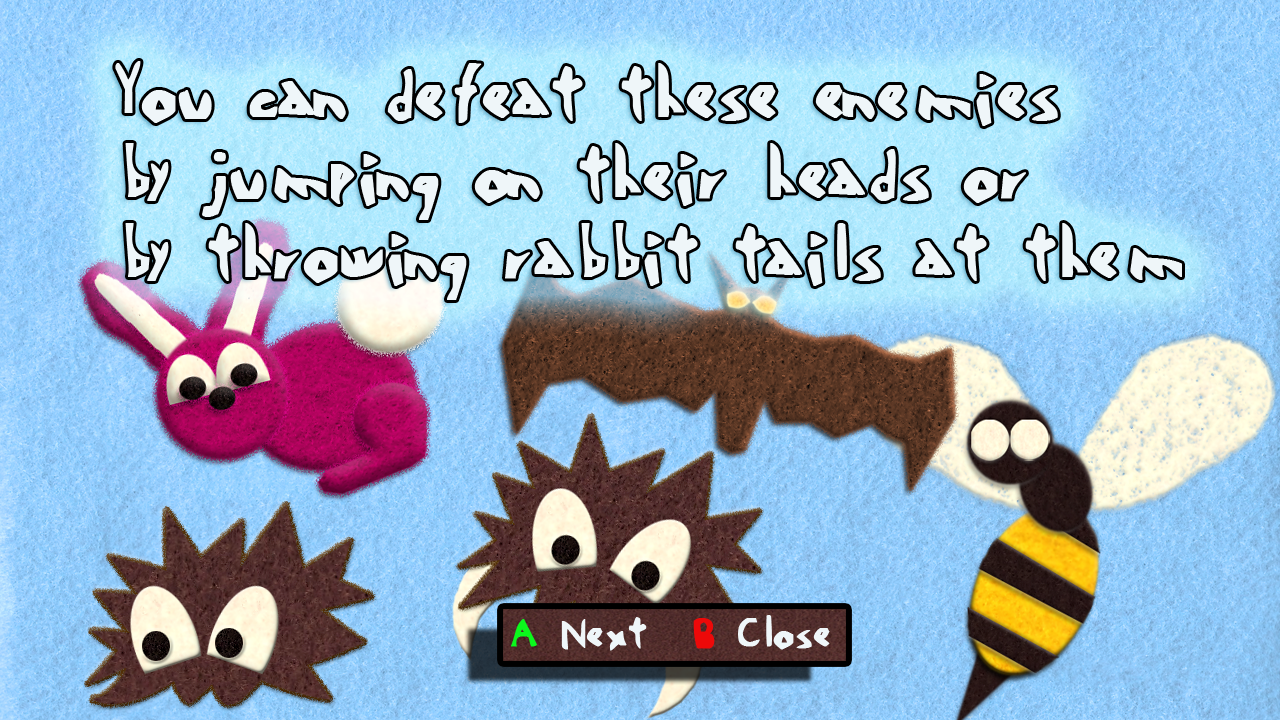 You can defeat these enemies
by jumping on their heads or
by throwing rabbit tails at them
A Next B Close